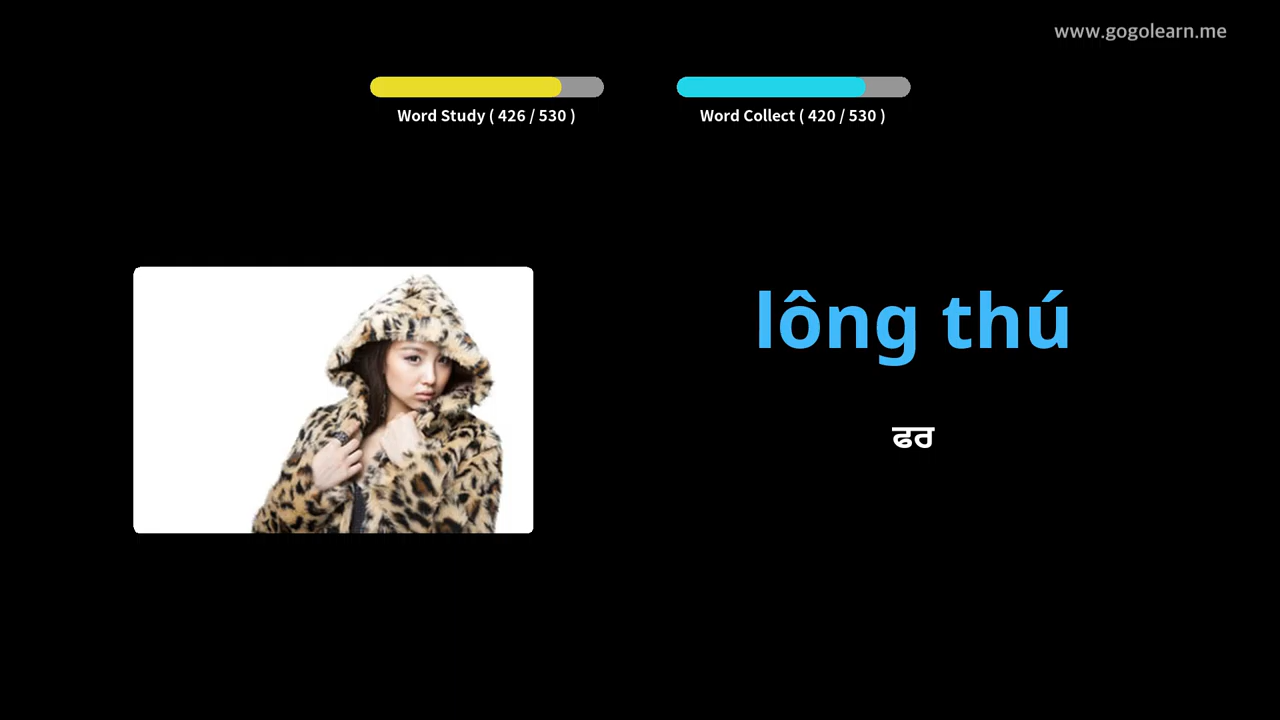 www.gogolearn.me
Word Study ( 426 / 530 )
Word Collect ( 420 / 530 )
lông thú
ਫਰ